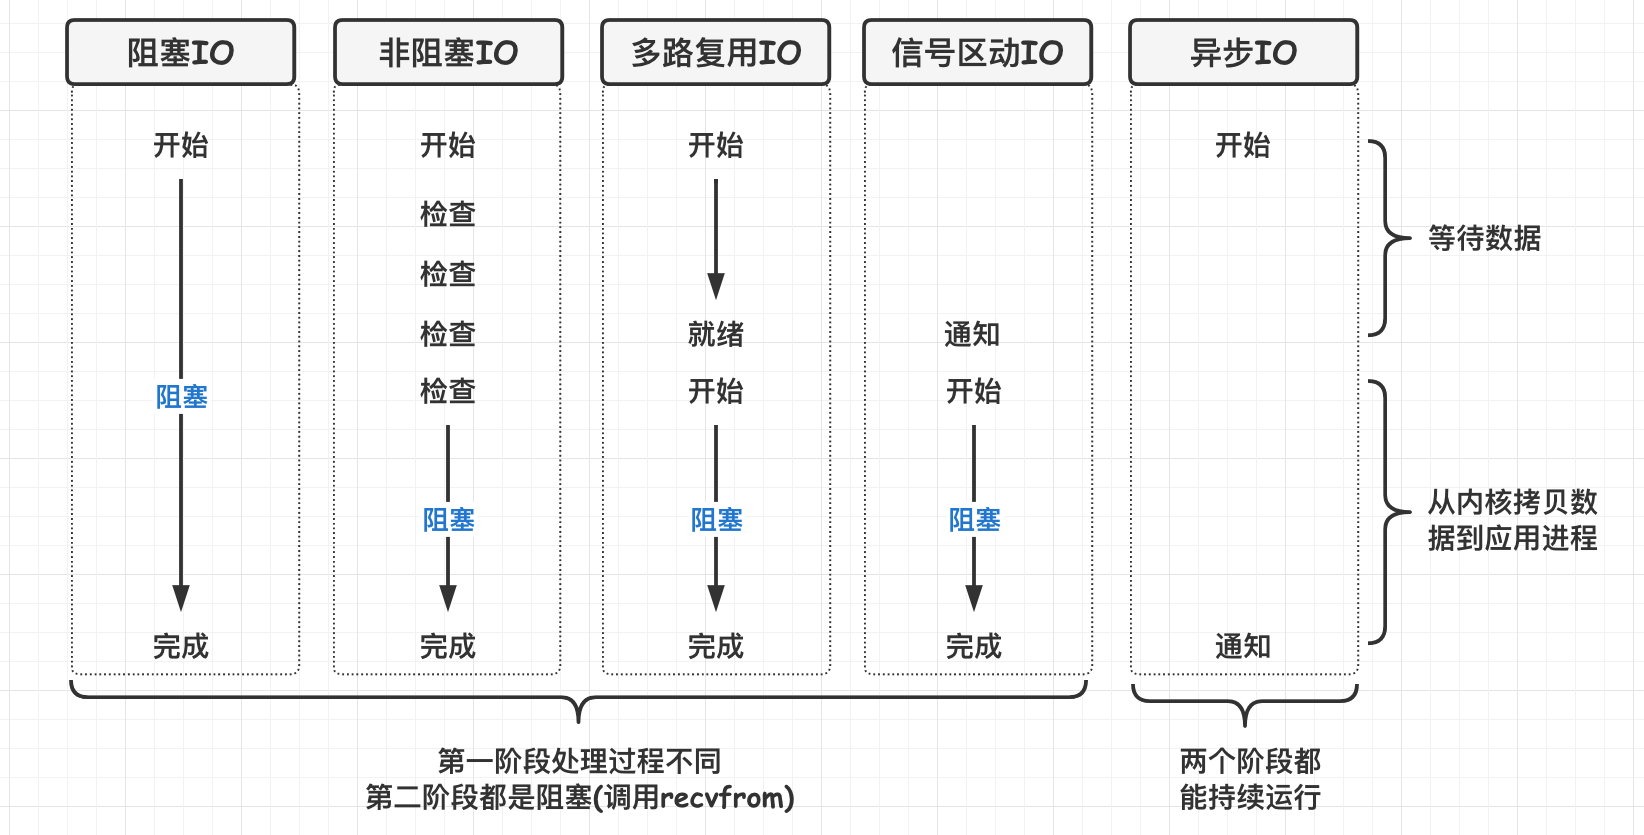 阻塞IO
非阻塞IO
多路复用IO
信号区动IO
异步IO
开始
阻塞
完成
开始
检查
检查
检查
检查
阻塞
完成
开始
就绪
开始
阻塞
完成
通知
开始
阻塞
完成
开始
通知
等待数据
从内核拷贝数
据到应用进程
第一阶段处理过程不同
第二阶段都是阻塞(调用recvfrom)
两个阶段都
能持续运行